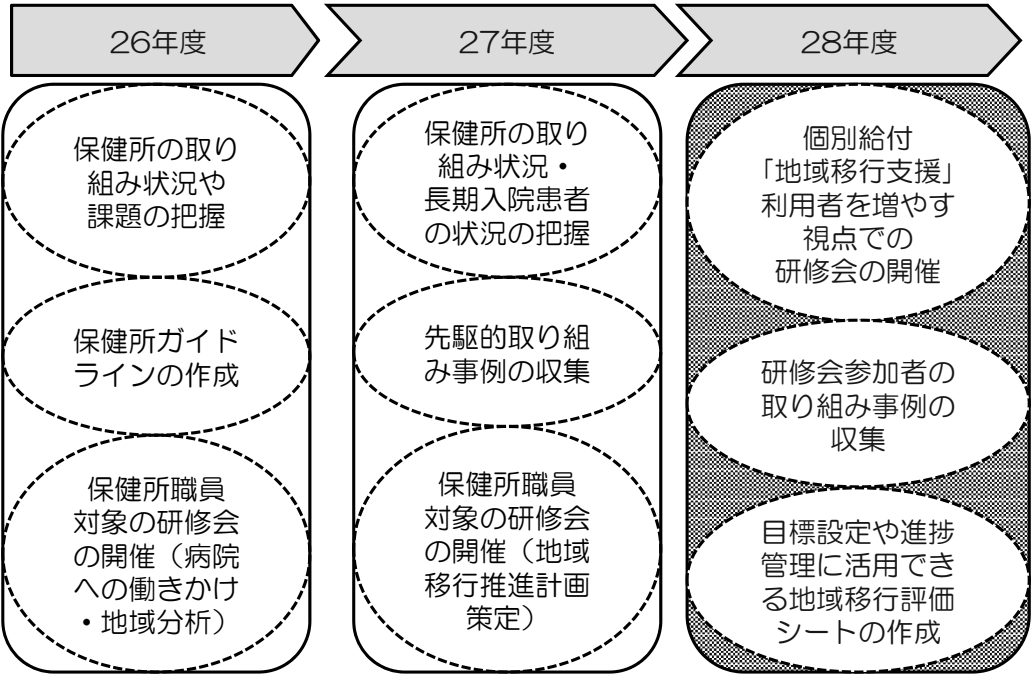 26年度
27年度
28年度
保健所の取り
組み状況や
課題の把握
保健所ガイド
ラインの作成
保健所職員
対象の研修会
の開催（病院
への働きかけ
・地域分析）
保健所の取り
組み状況・
長期入院患者
の状況の把握
先駆的取り組
み事例の収集
保健所職員
対象の研修会
の開催（地域
移行推進計画
策定）
個別給付
「地域移行支援」
利用者を増やす
視点での
研修会の開催
研修会参加者の
取り組み事例の
収集
目標設定や進捗
管理に活用でき
る地域移行評価
シートの作成